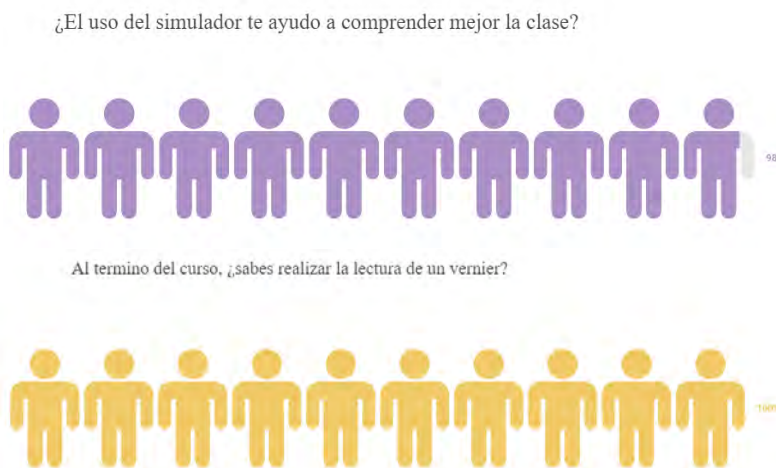 ¿El uso del simulador te ayudo a comprender mejor la clase?
98
Al termino del curso, ¿sabes realizar la lectura de un vernier?